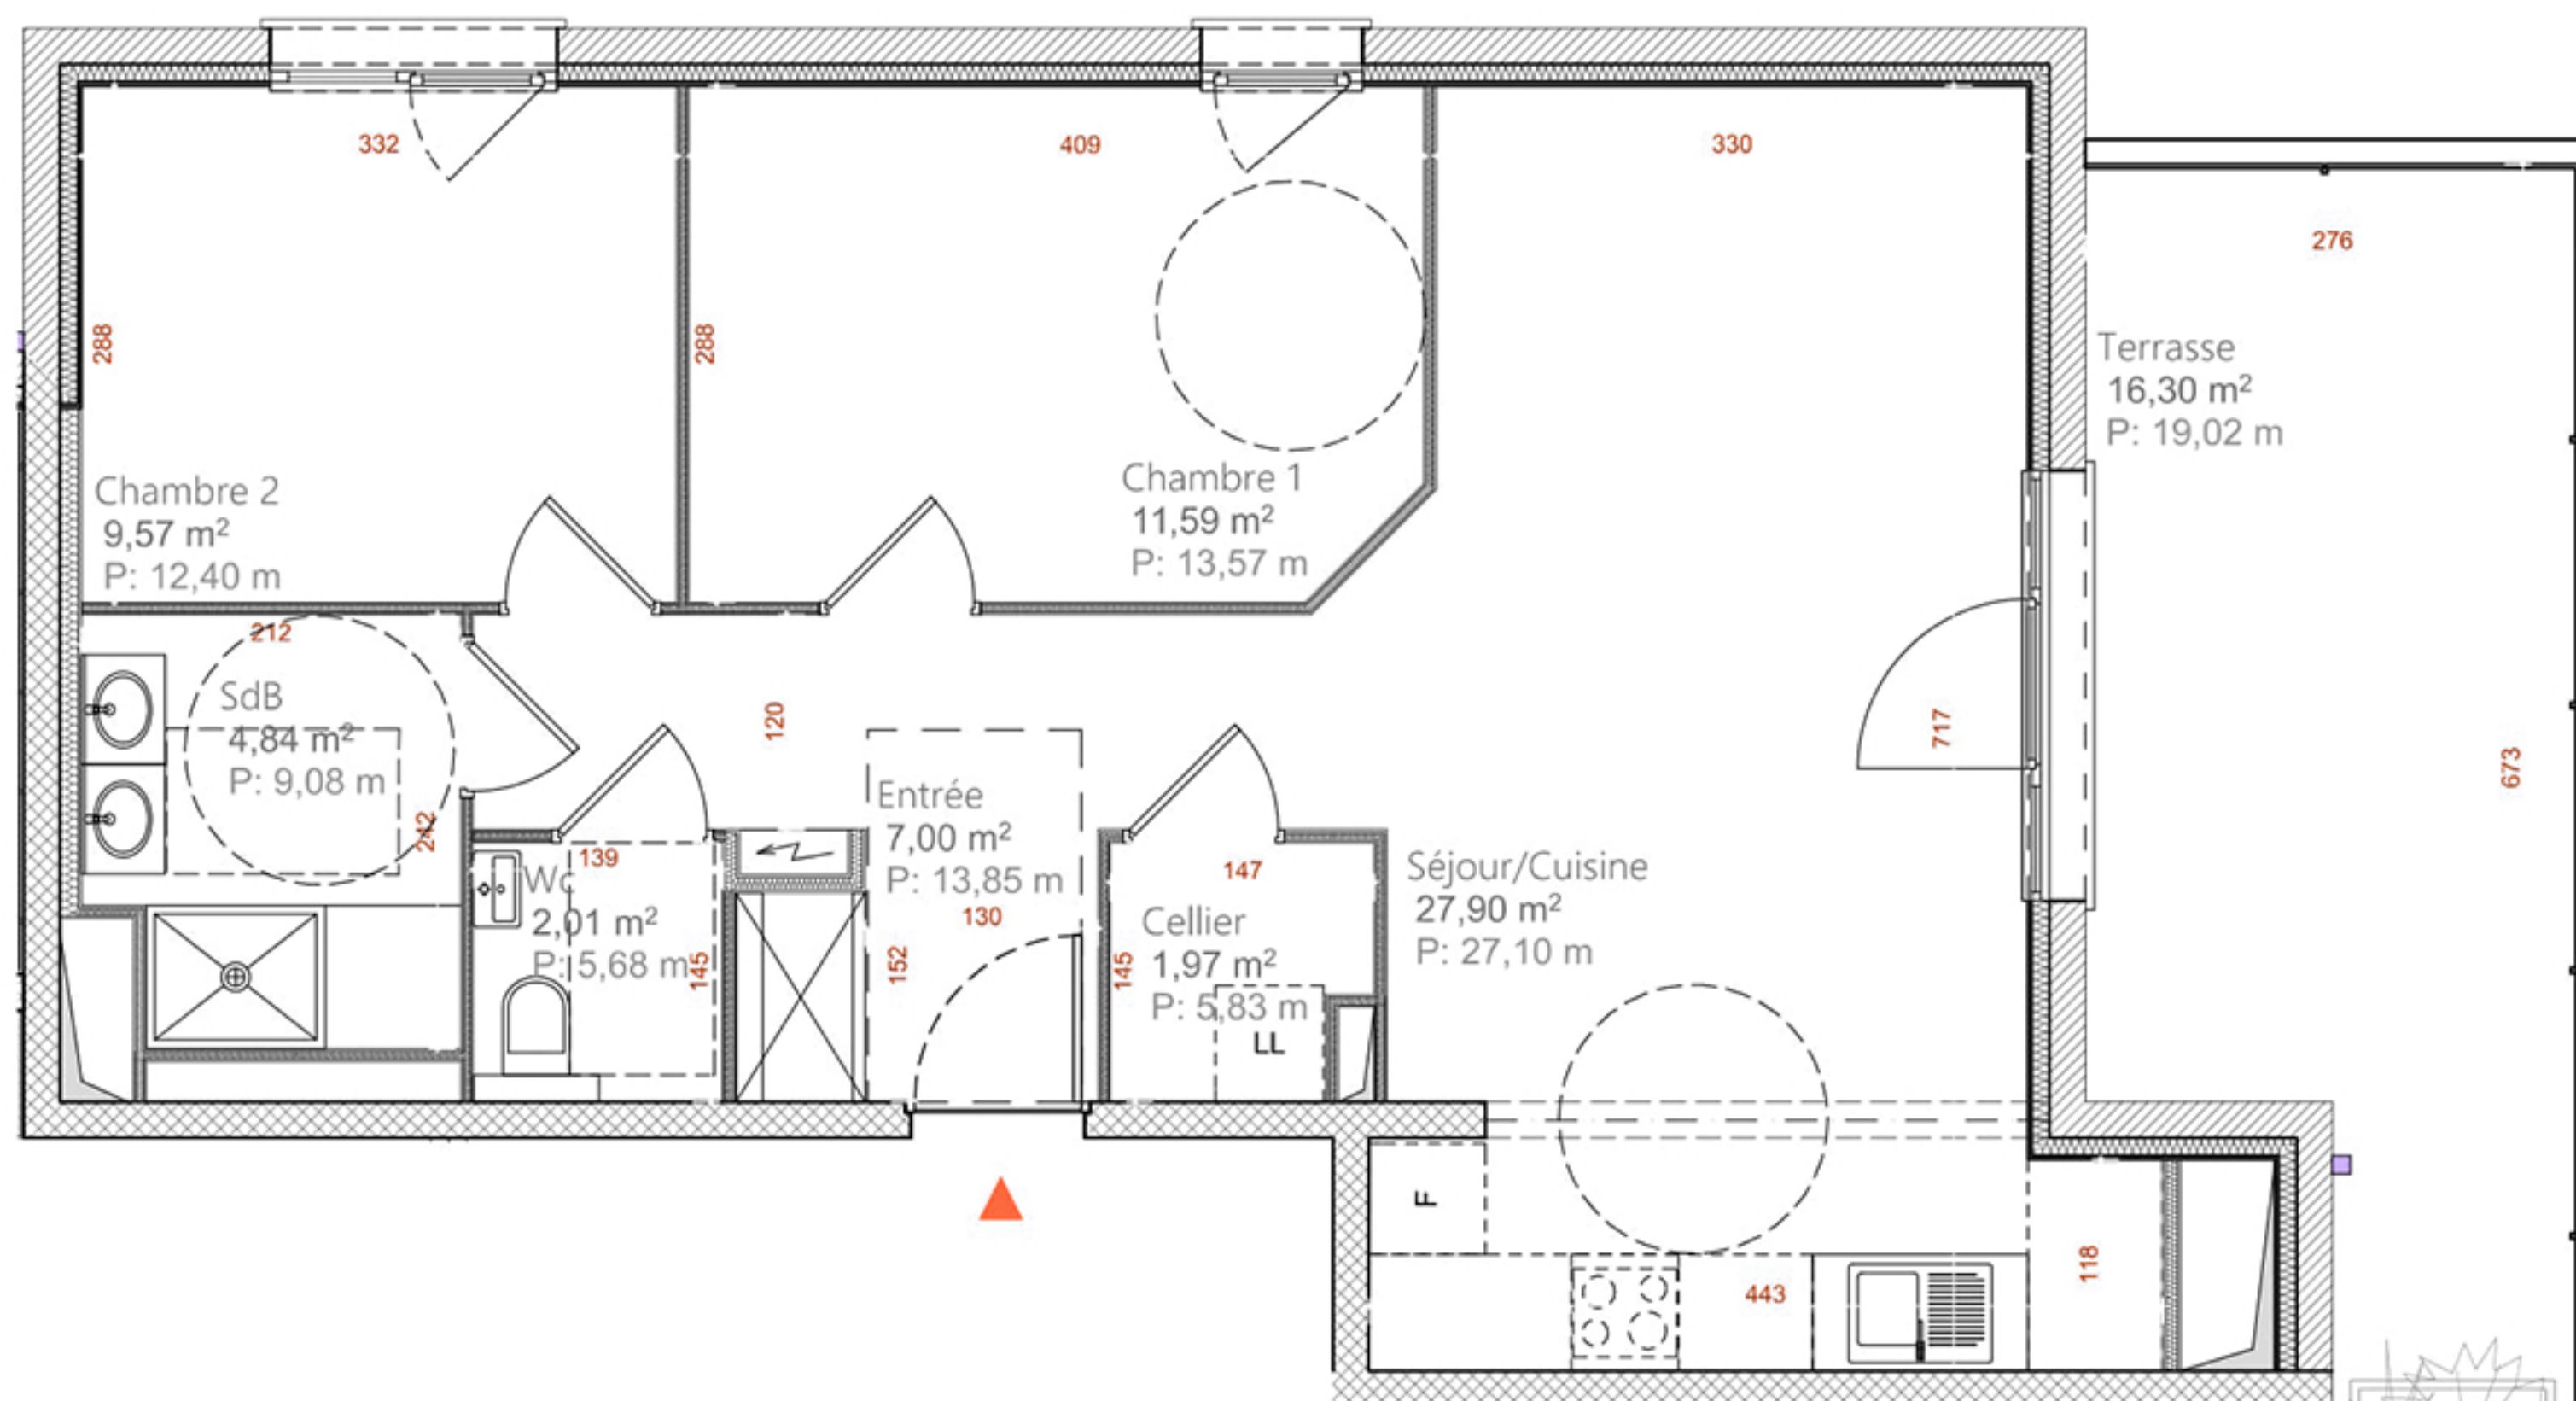 332
409
330
276
288
288
Terrasse
16,30 m²
P: 19,02 m
Chambre 2
9,57 m²
P: 12,40 m
Chambre 1
11,59 m²
P: 13,57 m
212
SdB
4,84 m²
P: 9,08 m
242
120
717
673
Entrée
7,00 m²
P: 13,85 m
130
152
139
Wc
2,01 m²
P: 5,68 m
145
147
Cellier
1,97 m²
P: 5,83 m
145
LL
Séjour/Cuisine
27,90 m²
P: 27,10 m
F
443
118